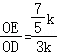 OE/OD = (7/5 k)/(3k)